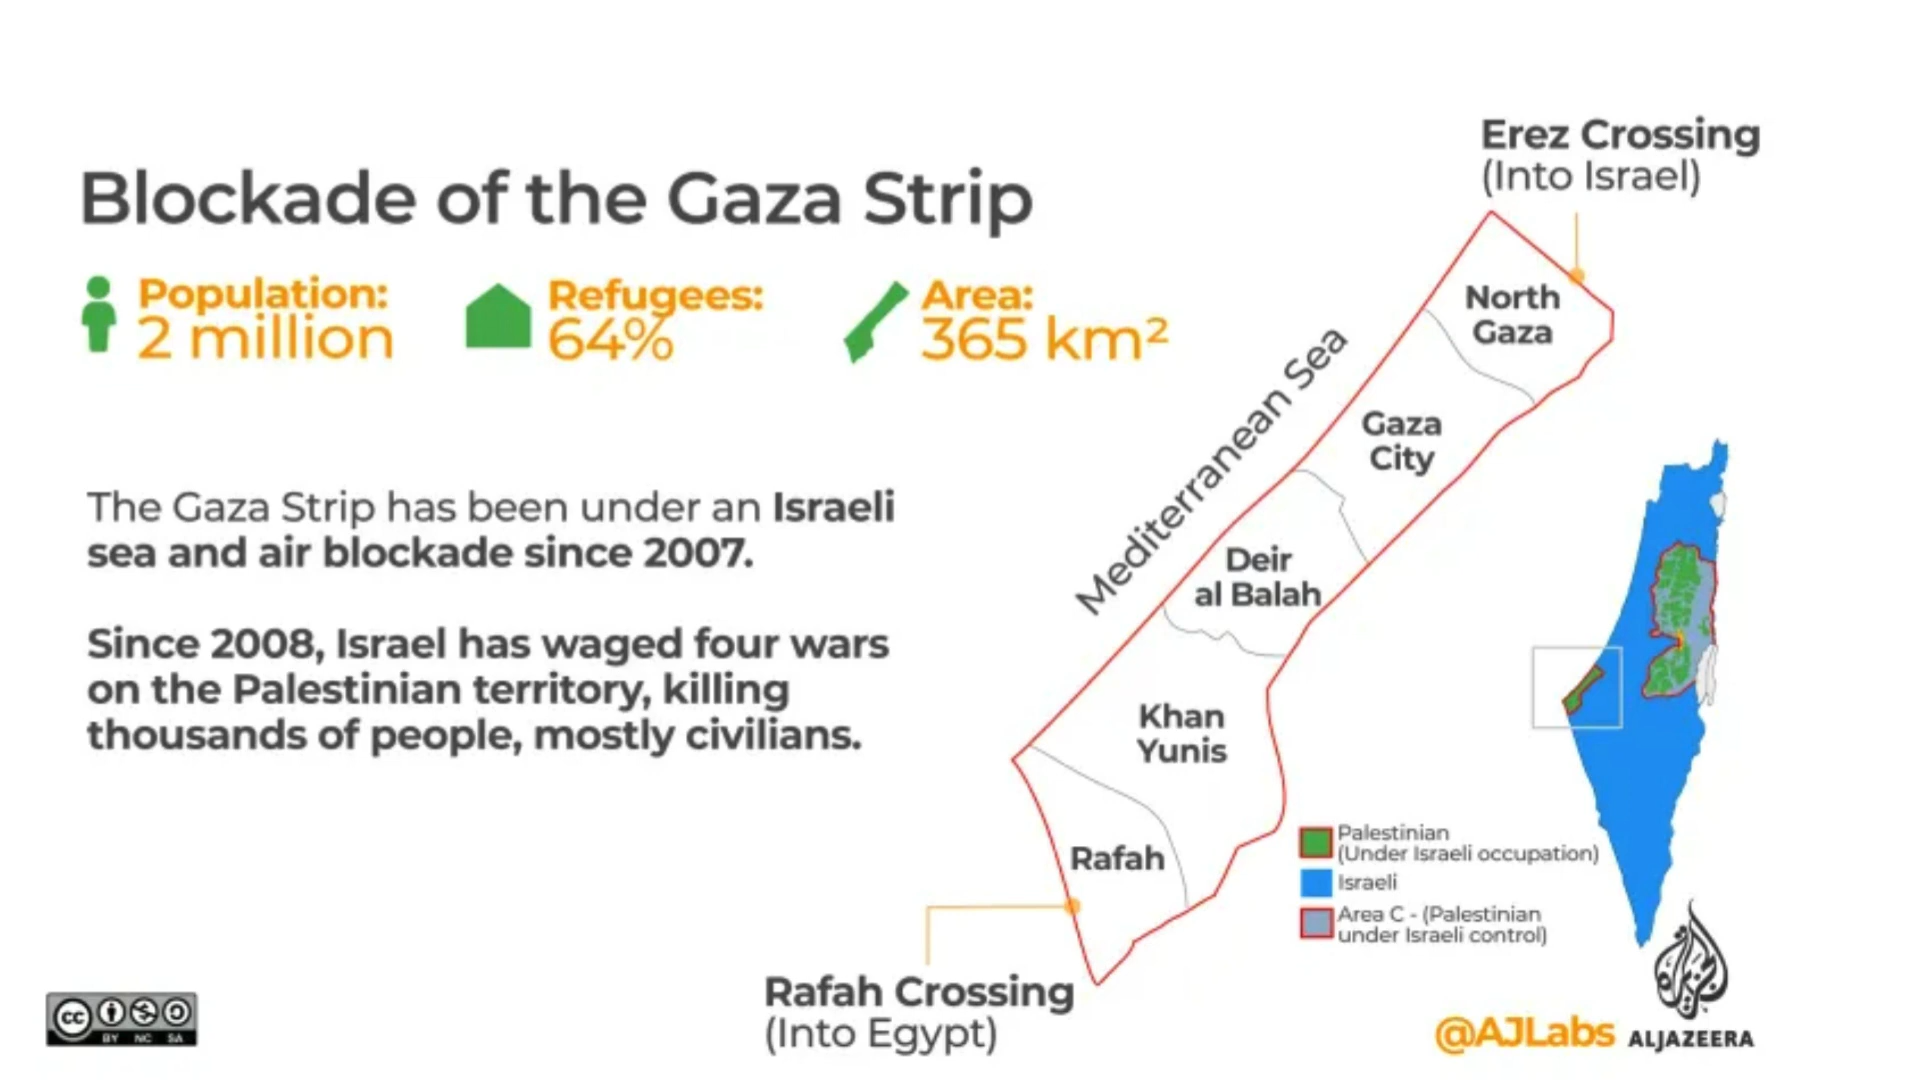 Blockade of the Gaza Strip
Population:
2 million
Refugees:
64%
Area:
365 km²
The Gaza Strip has been under an Israeli
sea and air blockade since 2007.
Since 2008, Israel has waged four wars
on the Palestinian territory, killing
thousands of people, mostly civilians.
Erez Crossing
(Into Israel)
North
Gaza
Mediterranean Sea
Gaza
City
Deir
al Balah
Khan
Yunis
Rafah
Rafah Crossing
(Into Egypt)
Palestinian
(Under Israeli occupation)
Israeli
Area C - (Palestinian
under Israeli control)
cc
BY NC SA
@AJLabs
الجزيرة
ALJAZEERA